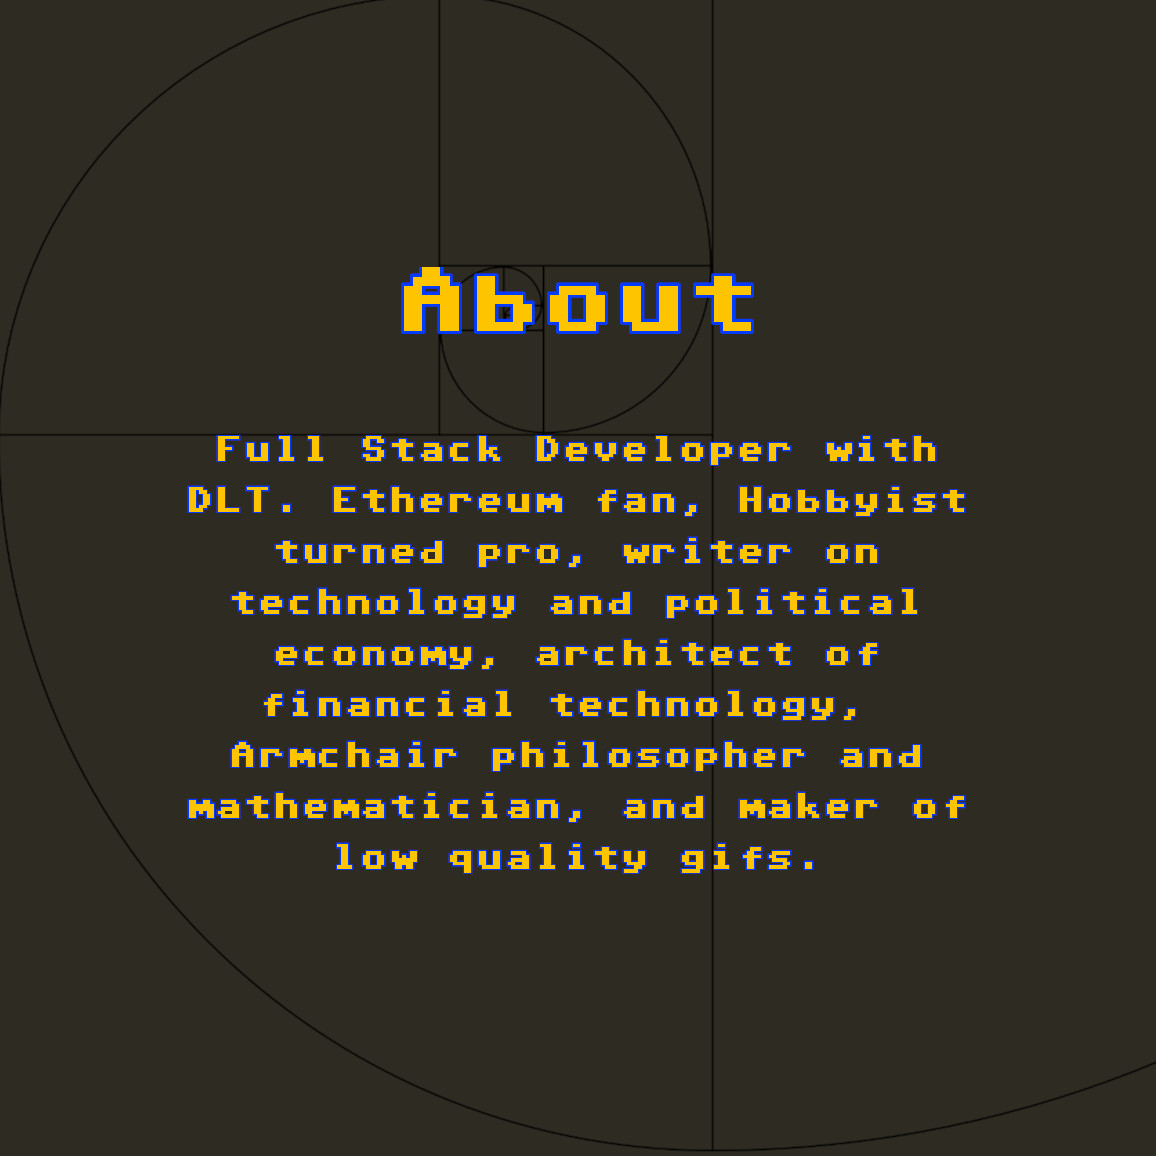 About
Full Stack Developer with
DLT. Ethereum fan, Hobbyist
turned pro, writer on
technology and political
economy, architect of
financial technology,
Armchair philosopher and
mathematician, and maker of
low quality gifs.